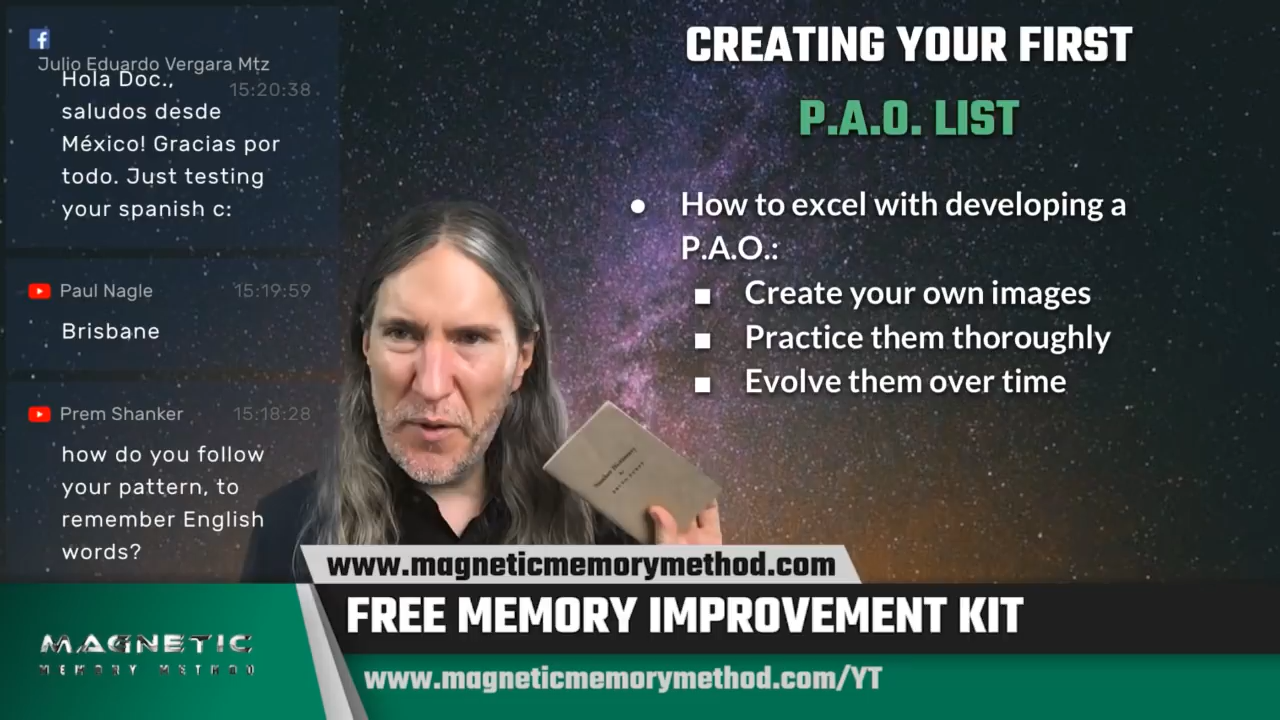 Julio Eduardo Vergara Mtz
15:20:38
Hola Doc.,
saludos desde
México! Gracias por
todo. Just testing
your spanish c:
Paul Nagle 15:19:59
Brisbane
Prem Shanker 15:18:28
how do you follow
your pattern, to
remember English
words?
CREATING YOUR FIRST
P.A.O. LIST
How to excel with developing a
P.A.O.:
Create your own images
Practice them thoroughly
Evolve them over time
Number Dictionary
by
www.magneticmemorymethod.com
FREE MEMORY IMPROVEMENT KIT
www.magneticmemorymethod.com/YT
MAGNETIC
MEMORY METHOD